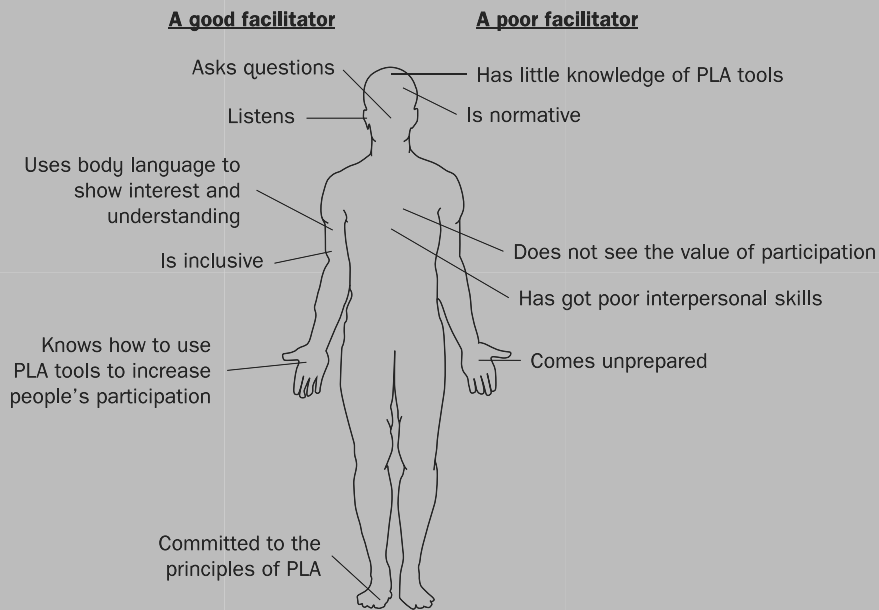 A good facilitator
A poor facilitator
Asks questions
Has little knowledge of PLA tools
Listens
Is normative
Uses body language to
show interest and
understanding
Does not see the value of participation
Is inclusive
Has got poor interpersonal skills
Knows how to use
PLA tools to increase
people's participation
Comes unprepared
Committed to the
principles of PLA